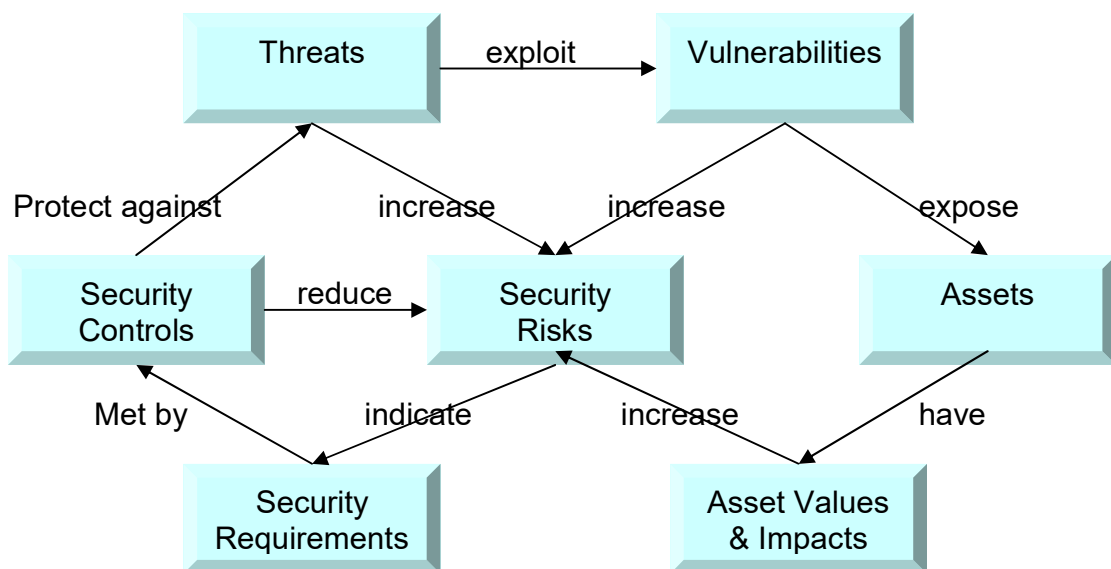 Threats
exploit
Vulnerabilities
Protect against
increase
increase
expose
Security
Controls
reduce
Security
Risks
Assets
Met by
indicate
increase
have
Security
Requirements
Asset Values
& Impacts